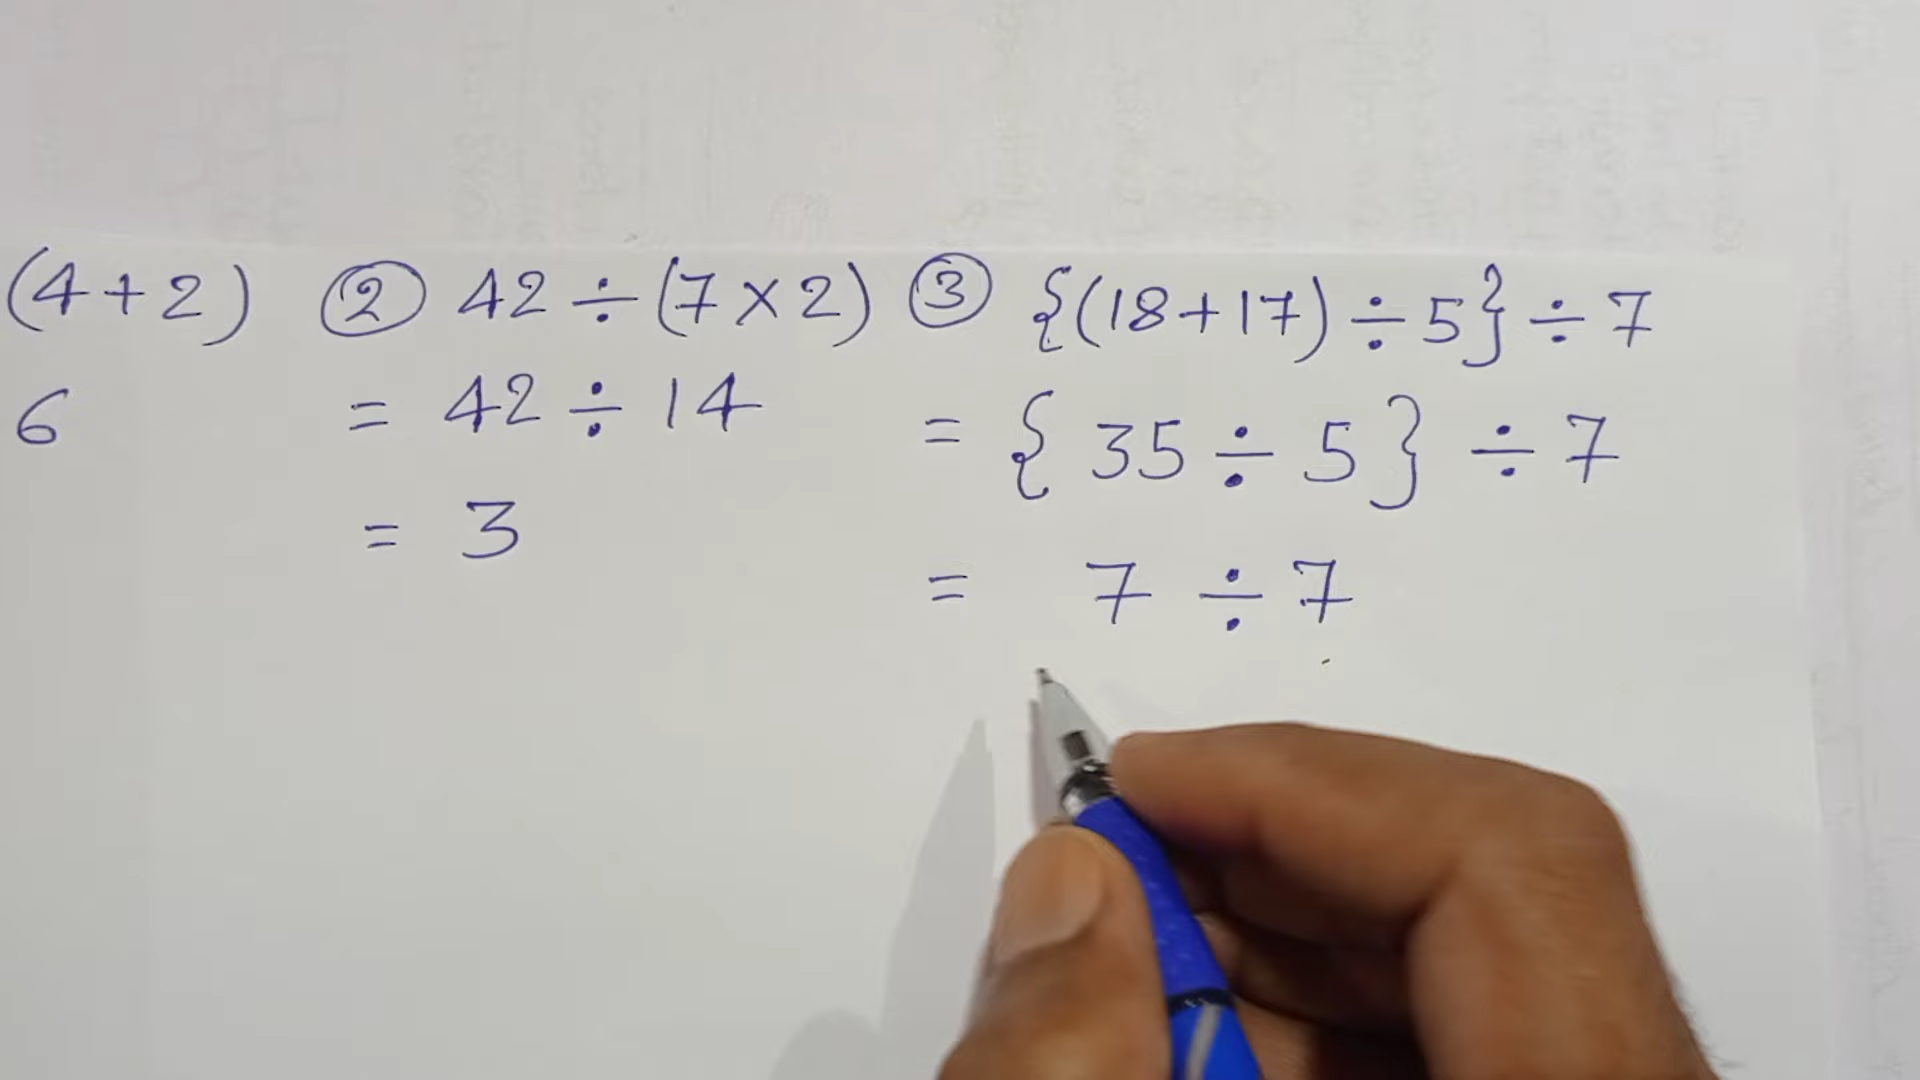 (4+2) ② 42÷(7×2) ③ {(18+17)÷5}÷7
6 = 42÷14 = {35÷5}÷7
= 3 = 7÷7